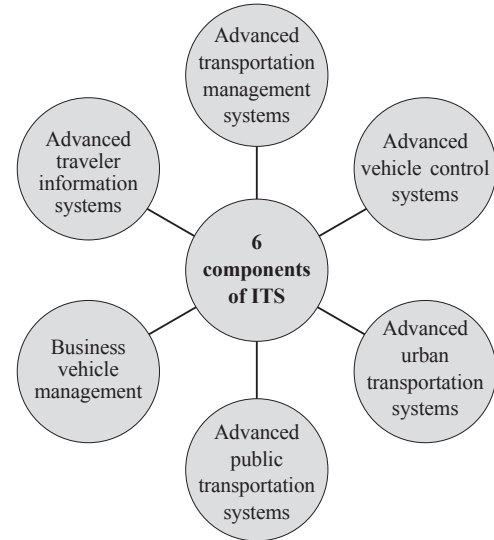 Advanced
transportation
management
systems
Advanced
traveler
information
systems
Advanced
vehicle control
systems
6
components
of ITS
Business
vehicle
management
Advanced
urban
transportation
systems
Advanced
public
transportation
systems